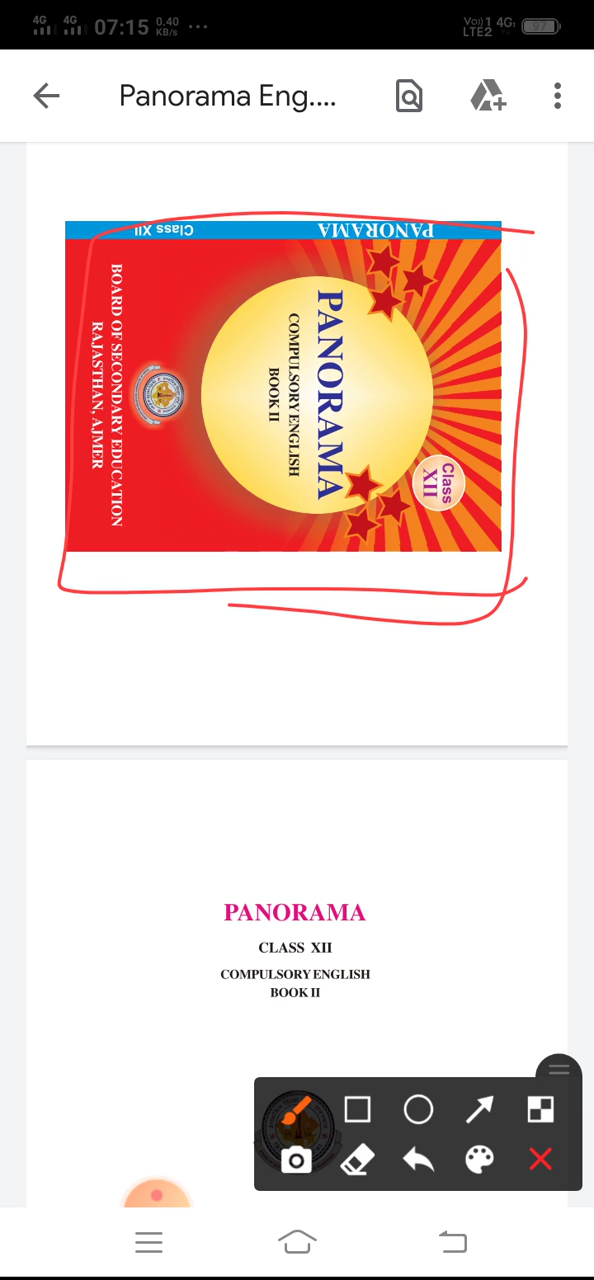 4G 4G 07:15 0.40 KB/s ...
Vo)) 1 4G
LTE2
97
Panorama Eng....
Class XII
PANORAMA
Class
XII
PANORAMA
COMPULSORY ENGLISH
BOOK II
BOARD OF SECONDARY EDUCATION
RAJASTHAN, AJMER
PANORAMA
CLASS XII
COMPULSORY ENGLISH
BOOK II